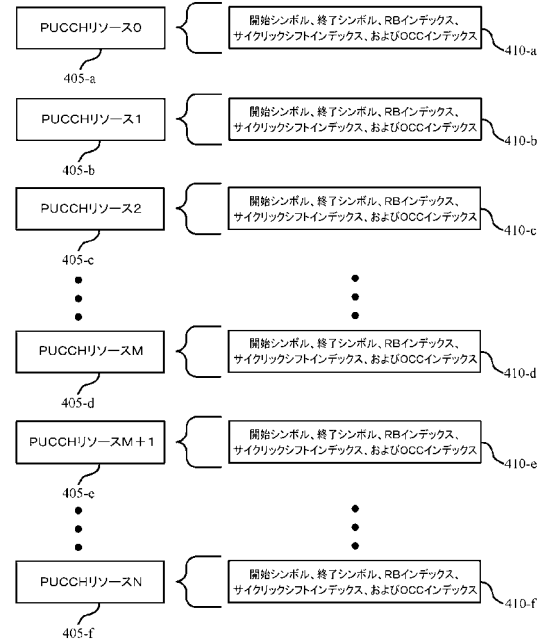 PUCCHリソース0
開始シンボル、終了シンボル、RBインデックス、
サイクリックシフトインデックス、およびOCCインデックス
405-a
410-a
PUCCHリソース1
開始シンボル、終了シンボル、RBインデックス、
サイクリックシフトインデックス、およびOCCインデックス
405-b
410-b
PUCCHリソース2
開始シンボル、終了シンボル、RBインデックス、
サイクリックシフトインデックス、およびOCCインデックス
405-c
410-c
PUCCHリソースM
開始シンボル、終了シンボル、RBインデックス、
サイクリックシフトインデックス、およびOCCインデックス
405-d
410-d
PUCCHリソースM+1
開始シンボル、終了シンボル、RBインデックス、
サイクリックシフトインデックス、およびOCCインデックス
405-e
410-e
PUCCHリソースN
開始シンボル、終了シンボル、RBインデックス、
サイクリックシフトインデックス、およびOCCインデックス
405-f
410-f